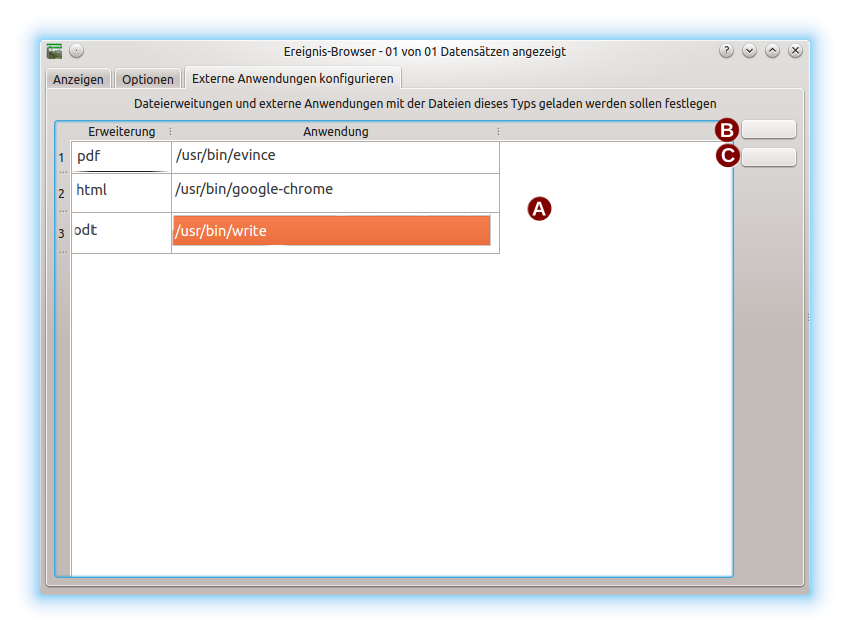 Ereignis-Browser - 01 von 01 Datensätzen angezeigt
Anzeigen Optionen Externe Anwendungen konfigurieren
Dateierweitungen und externe Anwendungen mit der Dateien dieses Typs geladen werden sollen festlegen
Erweiterung Anwendung
B
1 pdf /usr/bin/evince
C
2 html /usr/bin/google-chrome
A
3 odt /usr/bin/write